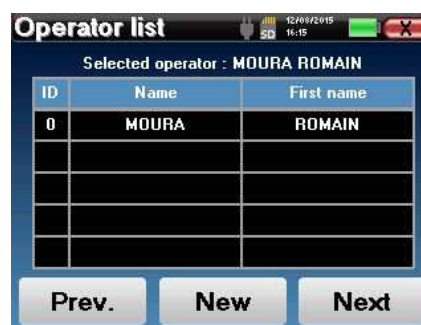 Operator list
SD
12/08/2015
16:15
X
Selected operator : MOURA ROMAIN
ID Name First name
0 MOURA ROMAIN
Prev. New Next